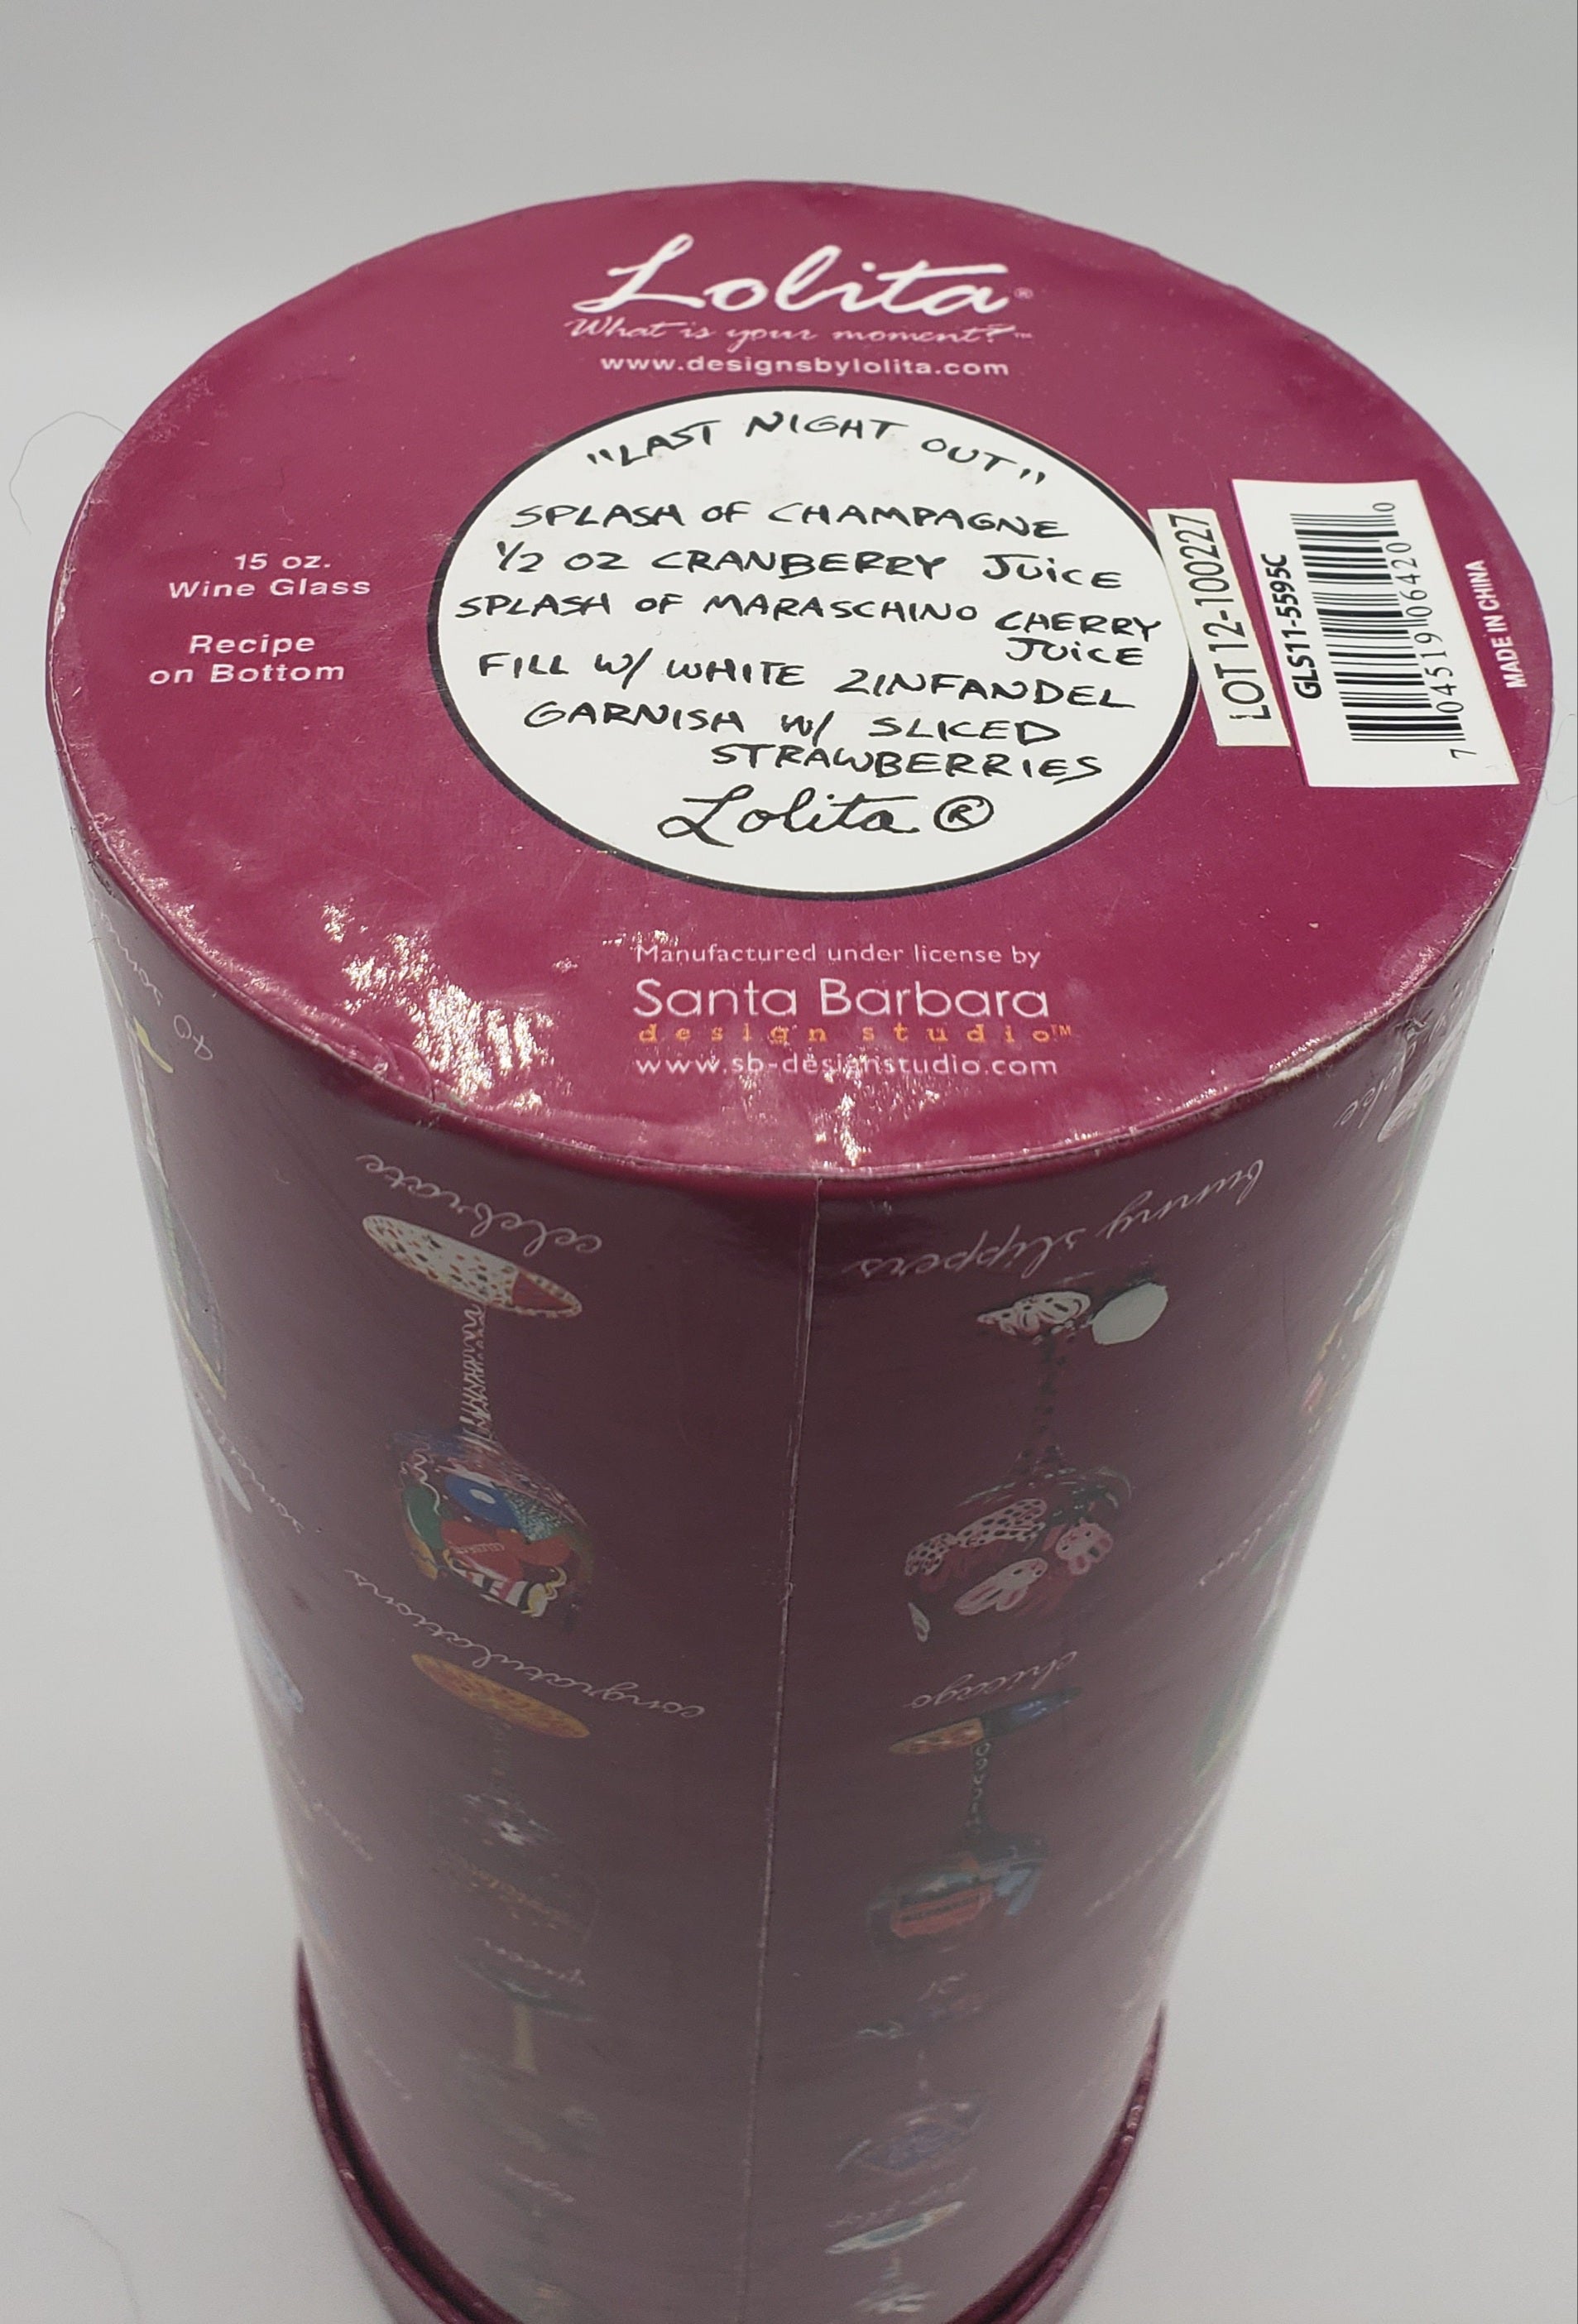 Lolita®
What is your moment?™
www.designsbylolita.com
"LAST NIGHT OUT"
SPLASH OF CHAMPAGNE
1/2 OZ CRANBERRY JUiCE
SPLASH OF MARASCHINO CHERRY
JUiCE
FILL W/ WHITE ZINFANDEL
GARNISH W/ SLICED
STRAWBERRIES
Lolita ®
15 oz.
Wine Glass
Recipe
on Bottom
LOT 12-100227
GLS11-5595C
7 04519 06420 0
MADE IN CHINA
Manufactured under license by
Santa Barbara
design studio™
www.sb-designstudio.com
celebrate
bunny slippers
congratulations
chicago
queen
21